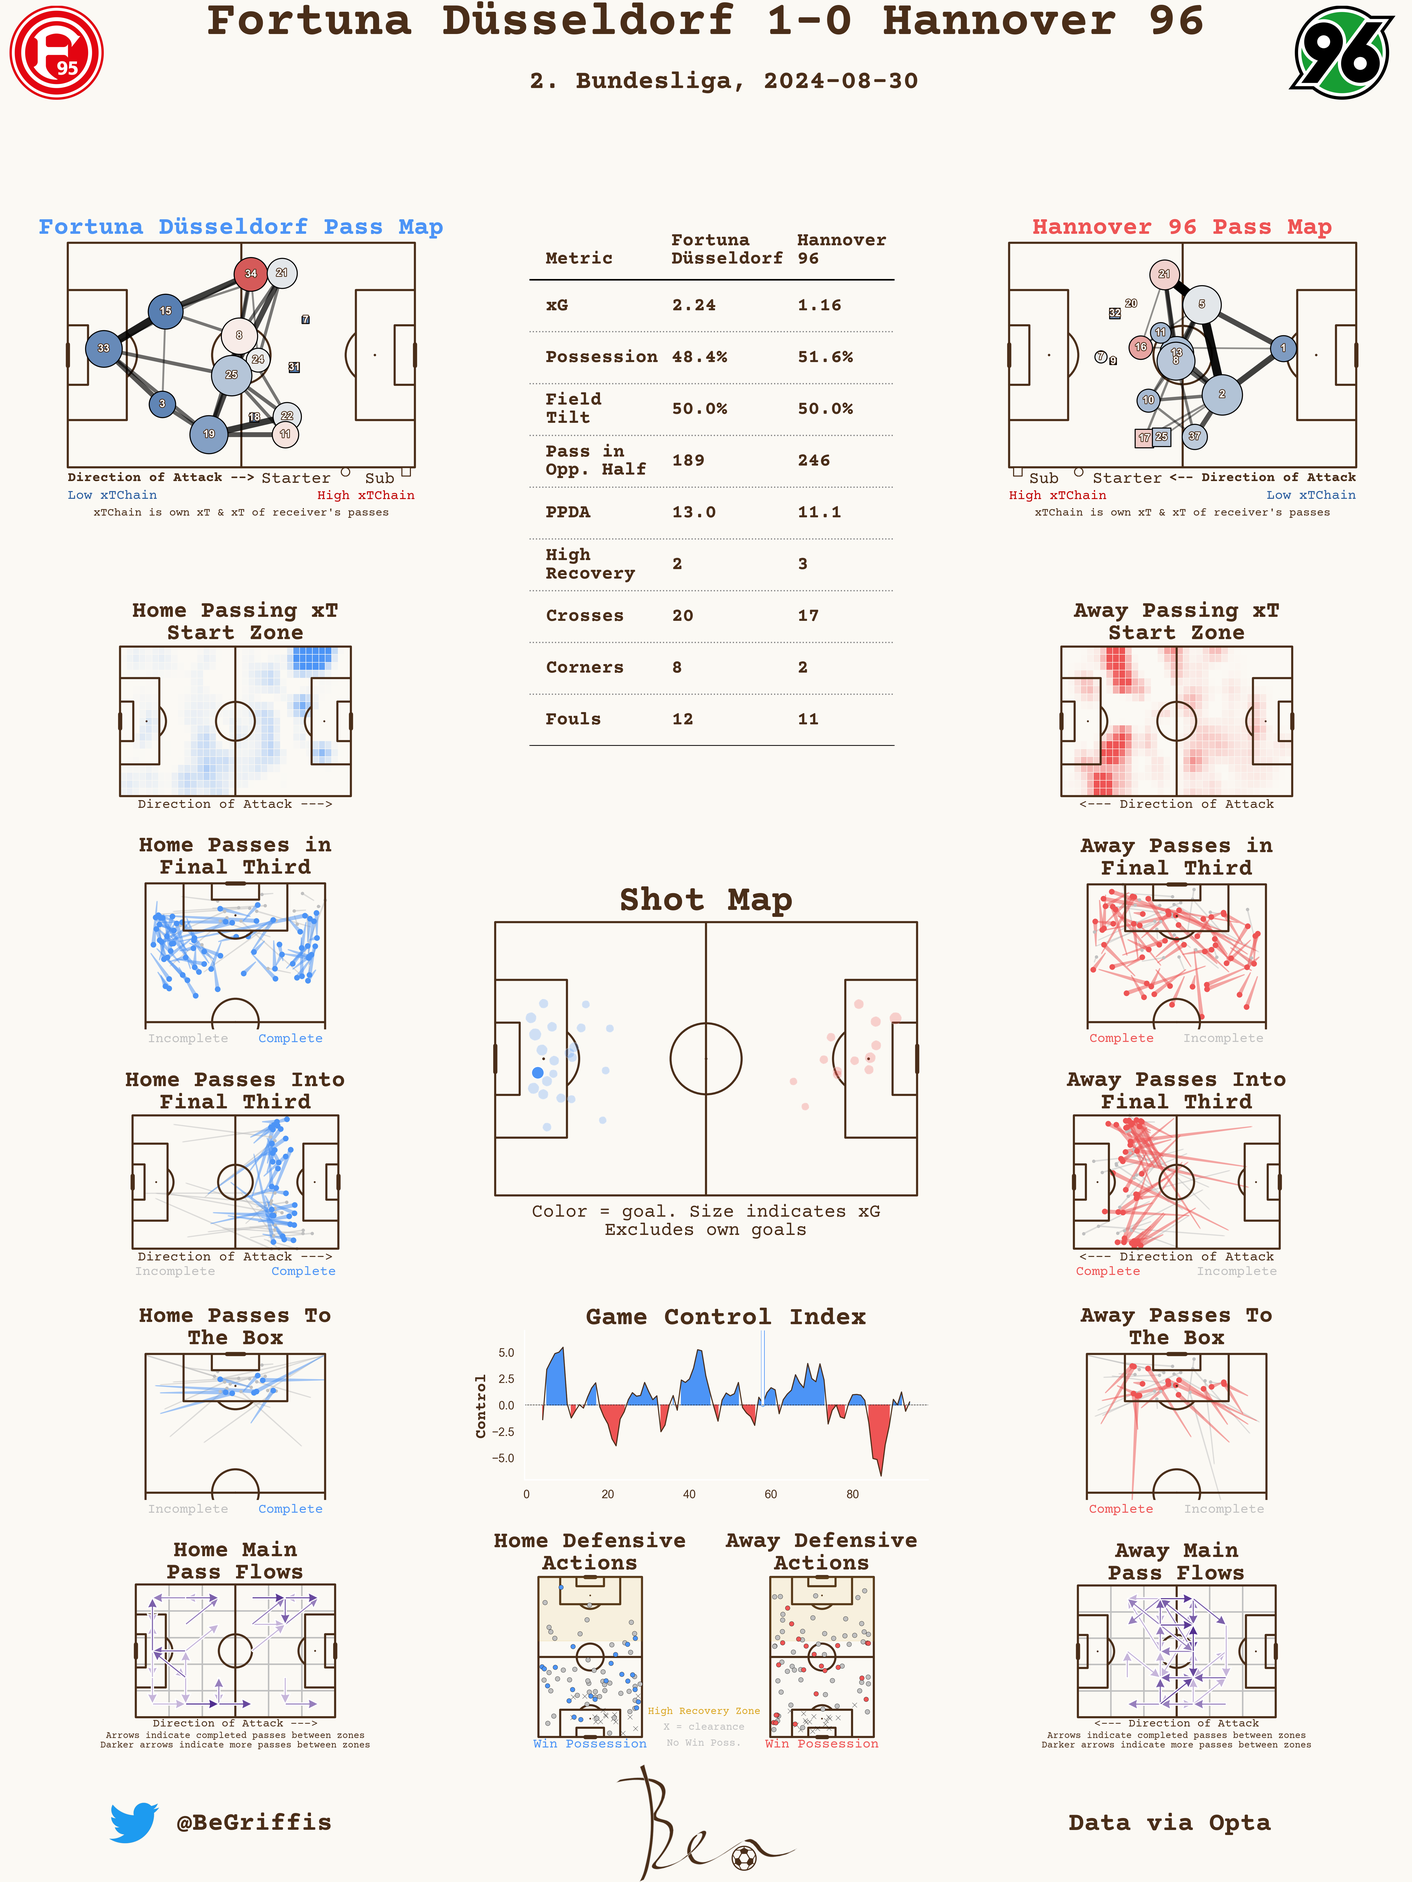 Fortuna Düsseldorf 1-0 Hannover 96
2. Bundesliga, 2024-08-30
95
96
Fortuna Düsseldorf Pass Map
34
21
15
7
8
33
24
31
25
3
18
22
19
11
Direction of Attack --> Starter Sub
Low xTChain High xTChain
xTChain is own xT & xT of receiver's passes
Metric Fortuna Düsseldorf Hannover 96
xG 2.24 1.16
Possession 48.4% 51.6%
Field Tilt 50.0% 50.0%
Pass in Opp. Half 189 246
PPDA 13.0 11.1
High Recovery 2 3
Crosses 20 17
Corners 8 2
Fouls 12 11
Hannover 96 Pass Map
21
20
5
32
11
16
13
1
7
9
8
10
2
17
25
37
Sub Starter <-- Direction of Attack
High xTChain Low xTChain
xTChain is own xT & xT of receiver's passes
Home Passing xT
Start Zone
Direction of Attack --->
Away Passing xT
Start Zone
<--- Direction of Attack
Home Passes in
Final Third
Incomplete Complete
Away Passes in
Final Third
Complete Incomplete
Shot Map
Color = goal. Size indicates xG
Excludes own goals
Home Passes Into
Final Third
Direction of Attack --->
Incomplete Complete
Away Passes Into
Final Third
<--- Direction of Attack
Complete Incomplete
Home Passes To
The Box
Incomplete Complete
Game Control Index
Control
5.0
2.5
0.0
−2.5
−5.0
0 20 40 60 80
Away Passes To
The Box
Complete Incomplete
Home Main
Pass Flows
Direction of Attack --->
Arrows indicate completed passes between zones
Darker arrows indicate more passes between zones
Home Defensive
Actions
Win Possession
Away Defensive
Actions
Win Possession
High Recovery Zone
X = clearance
No Win Poss.
Away Main
Pass Flows
<--- Direction of Attack
Arrows indicate completed passes between zones
Darker arrows indicate more passes between zones
@BeGriffis
Ben
Data via Opta